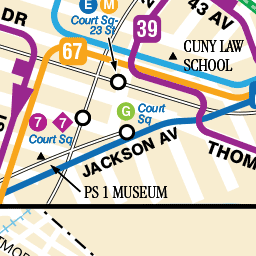 DR
E M
Court Sq-
23 St
39
43 AV
67
CUNY LAW
SCHOOL
G
Court
Sq
7 7
Court Sq
JACKSON AV
THOM
PS 1 MUSEUM